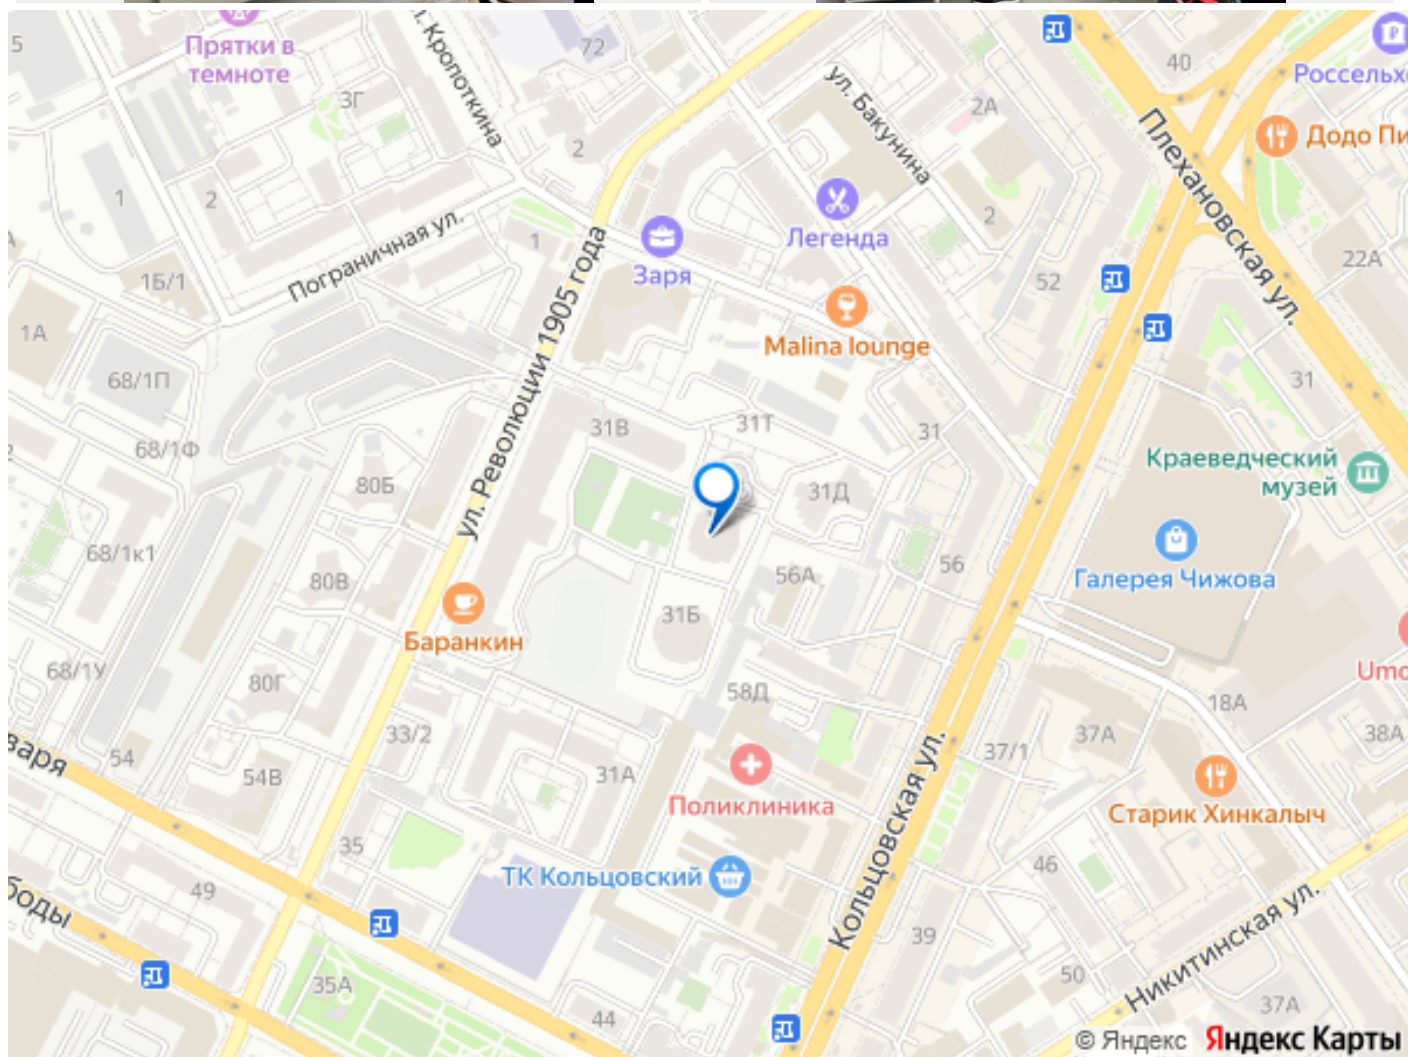 5
Прятки в
темноте
ул. Кропоткина
72
40
Россельх
3Г
2А
ул. Бакунина
Плехановская ул.
Додо Пи
2
1
2
Пограничная ул.
1
Заря
Легенда
2
52
22А
1Б/1
1А
ул. Революции 1905 года
Malina lounge
68/1П
31
31В
31Т
31
68/1Ф
80Б
31Д
Краеведческий
музей
68/1к1
80В
56А
56
Галерея Чижова
Баранкин
31Б
68/1У
80Г
58Д
Umo
18А
варя
54
33/2
37/1
37А
38А
54В
31А
Поликлиника
Кольцовская ул.
Старик Хинкалыч
35
46
49
ТК Кольцовский
боды
39
Никитинская ул.
35А
50
44
37А
© Яндекс Яндекс Карты